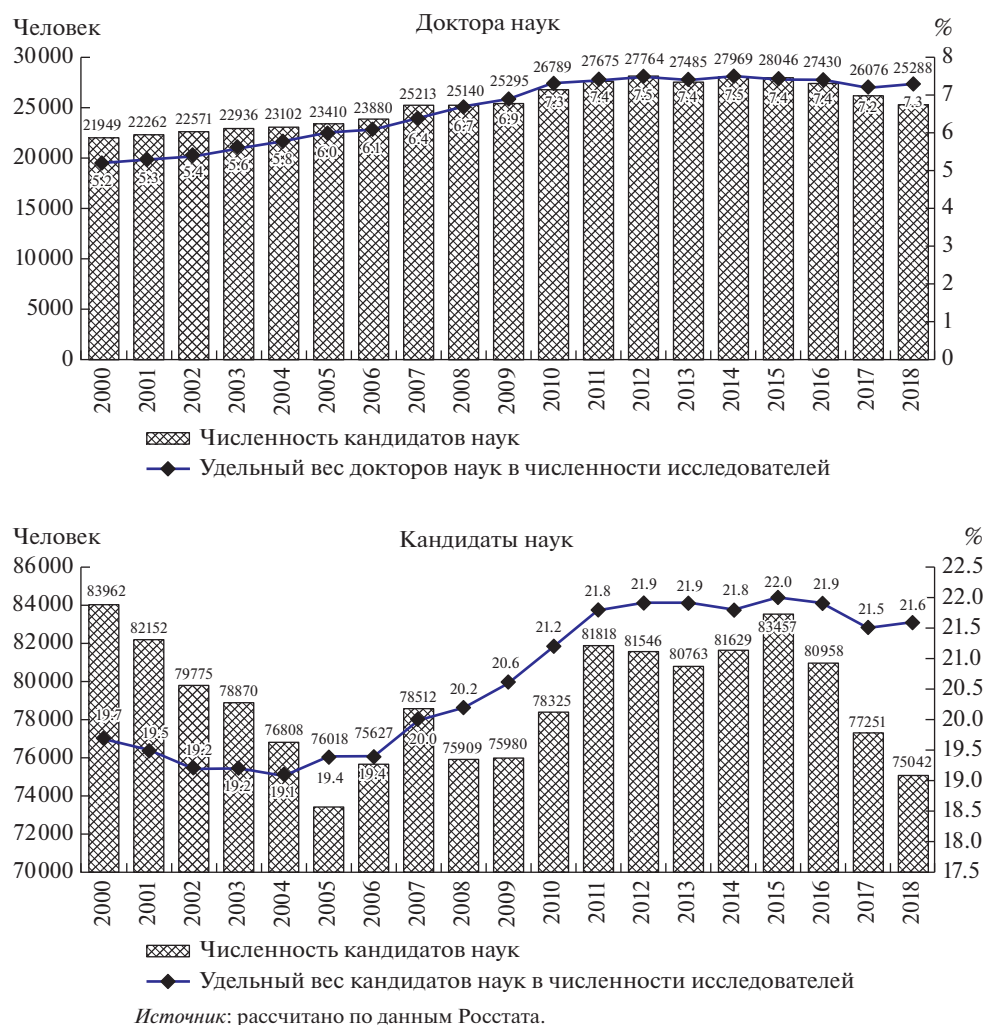 Человек Доктора наук %
30000 8
25000 7
20000 6
15000 5
10000 4
5000 3
0 2
1
0
21949 22262 22571 22936 23102 23410 23880 25213 25140 25295 26789 27675 27764 27485 27969 28046 27430 26076 25288
5.2 5.3 5.4 5.6 5.8 6.0 6.1 6.4 6.7 6.9 7.3 7.4 7.5 7.4 7.5 7.4 7.4 7.2 7.3
2000 2001 2002 2003 2004 2005 2006 2007 2008 2009 2010 2011 2012 2013 2014 2015 2016 2017 2018
Численность кандидатов наук
Удельный вес докторов наук в численности исследователей
Человек Кандидаты наук %
86000 22.5
84000 22.0
82000 21.5
80000 21.0
78000 20.5
76000 20.0
74000 19.5
72000 19.0
70000 18.5
18.0
17.5
83962 82152 79775 78870 76808 76018 75627 78512 75909 75980 78325 81818 81546 80763 81629 83457 80958 77251 75042
19.7 19.5 19.2 19.2 19.1 19.4 19.4 20.0 20.2 20.6 21.2 21.8 21.9 21.9 21.8 22.0 21.9 21.5 21.6
2000 2001 2002 2003 2004 2005 2006 2007 2008 2009 2010 2011 2012 2013 2014 2015 2016 2017 2018
Численность кандидатов наук
Удельный вес кандидатов наук в численности исследователей
Источник: рассчитано по данным Росстата.